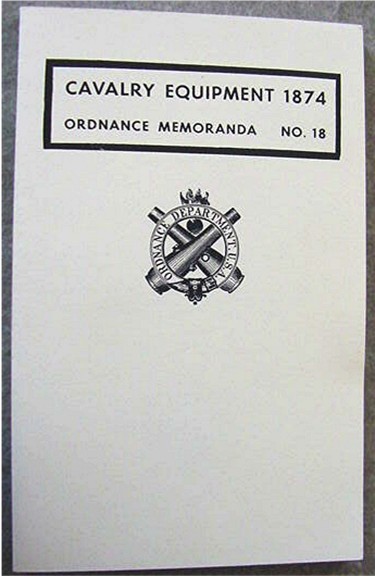 CAVALRY EQUIPMENT 1874
ORDNANCE MEMORANDA NO. 18
ORDNANCE DEPARTMENT. U.S.A.